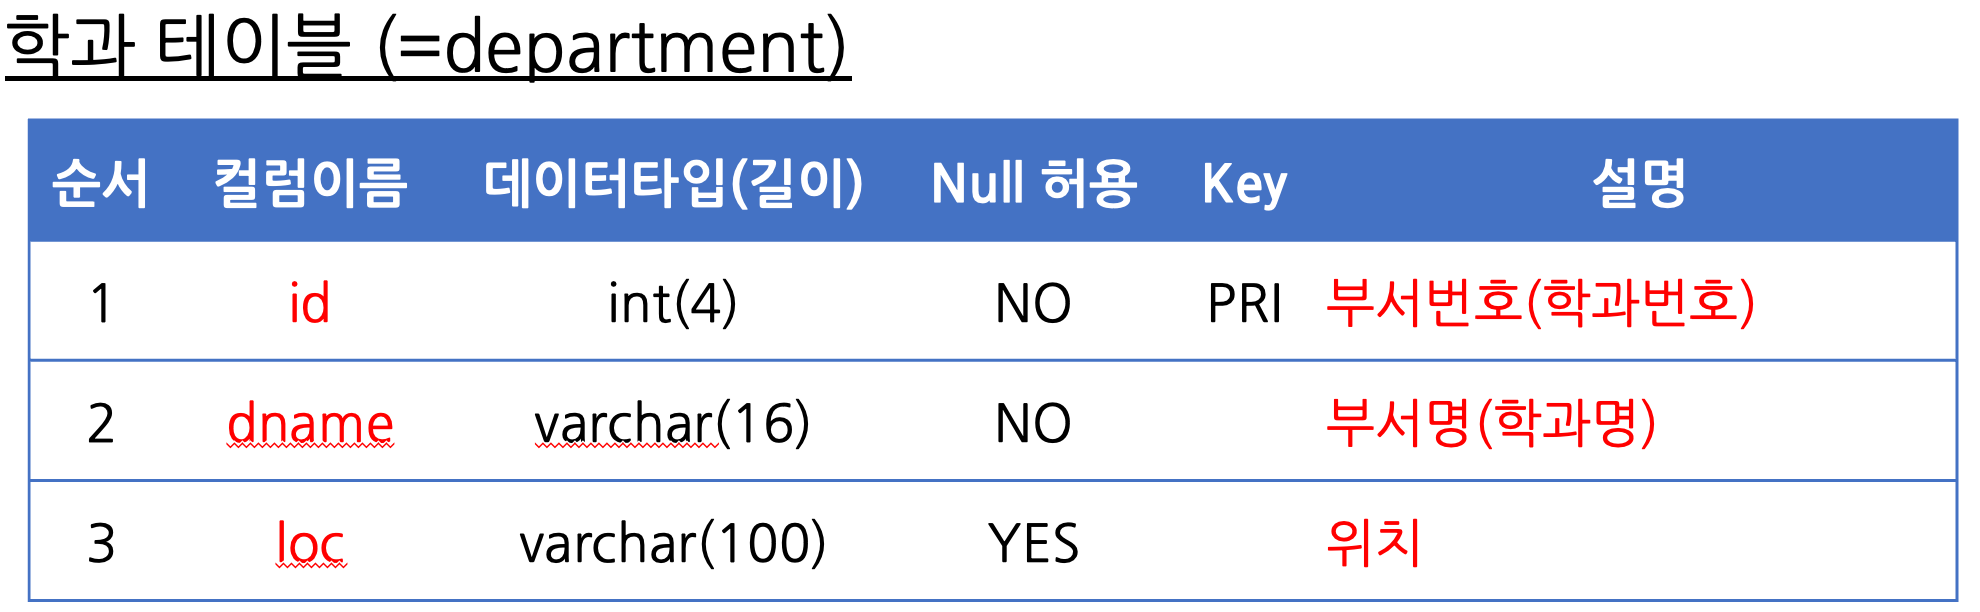 학과 테이블 (=department)
순서 컬럼이름 데이터타입(길이) Null 허용 Key 설명
1 id int(4) NO PRI 부서번호(학과번호)
2 dname varchar(16) NO 부서명(학과명)
3 loc varchar(100) YES 위치